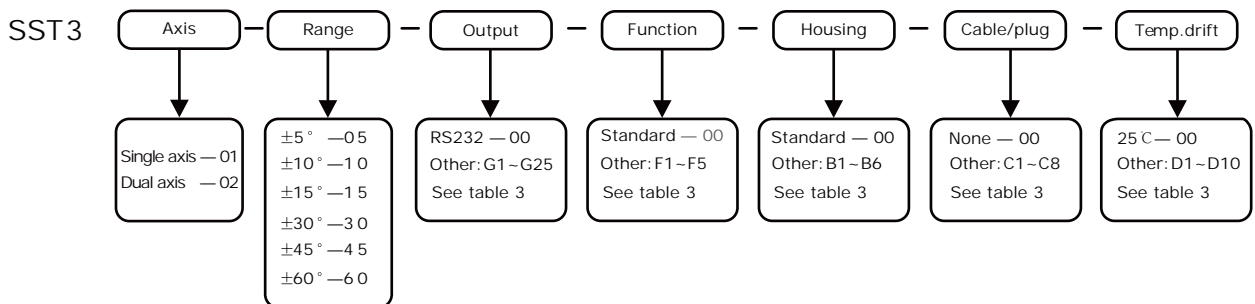 SST3 Axis — Range — Output — Function — Housing — Cable/plug — Temp.drift
Single axis — 01
Dual axis — 02
±5° — 05
±10° — 10
±15° — 15
±30° — 30
±45° — 45
±60° — 60
RS232 — 00
Other:G1~G25
See table 3
Standard — 00
Other:F1~F5
See table 3
Standard — 00
Other:B1~B6
See table 3
None — 00
Other:C1~C8
See table 3
25℃ — 00
Other:D1~D10
See table 3